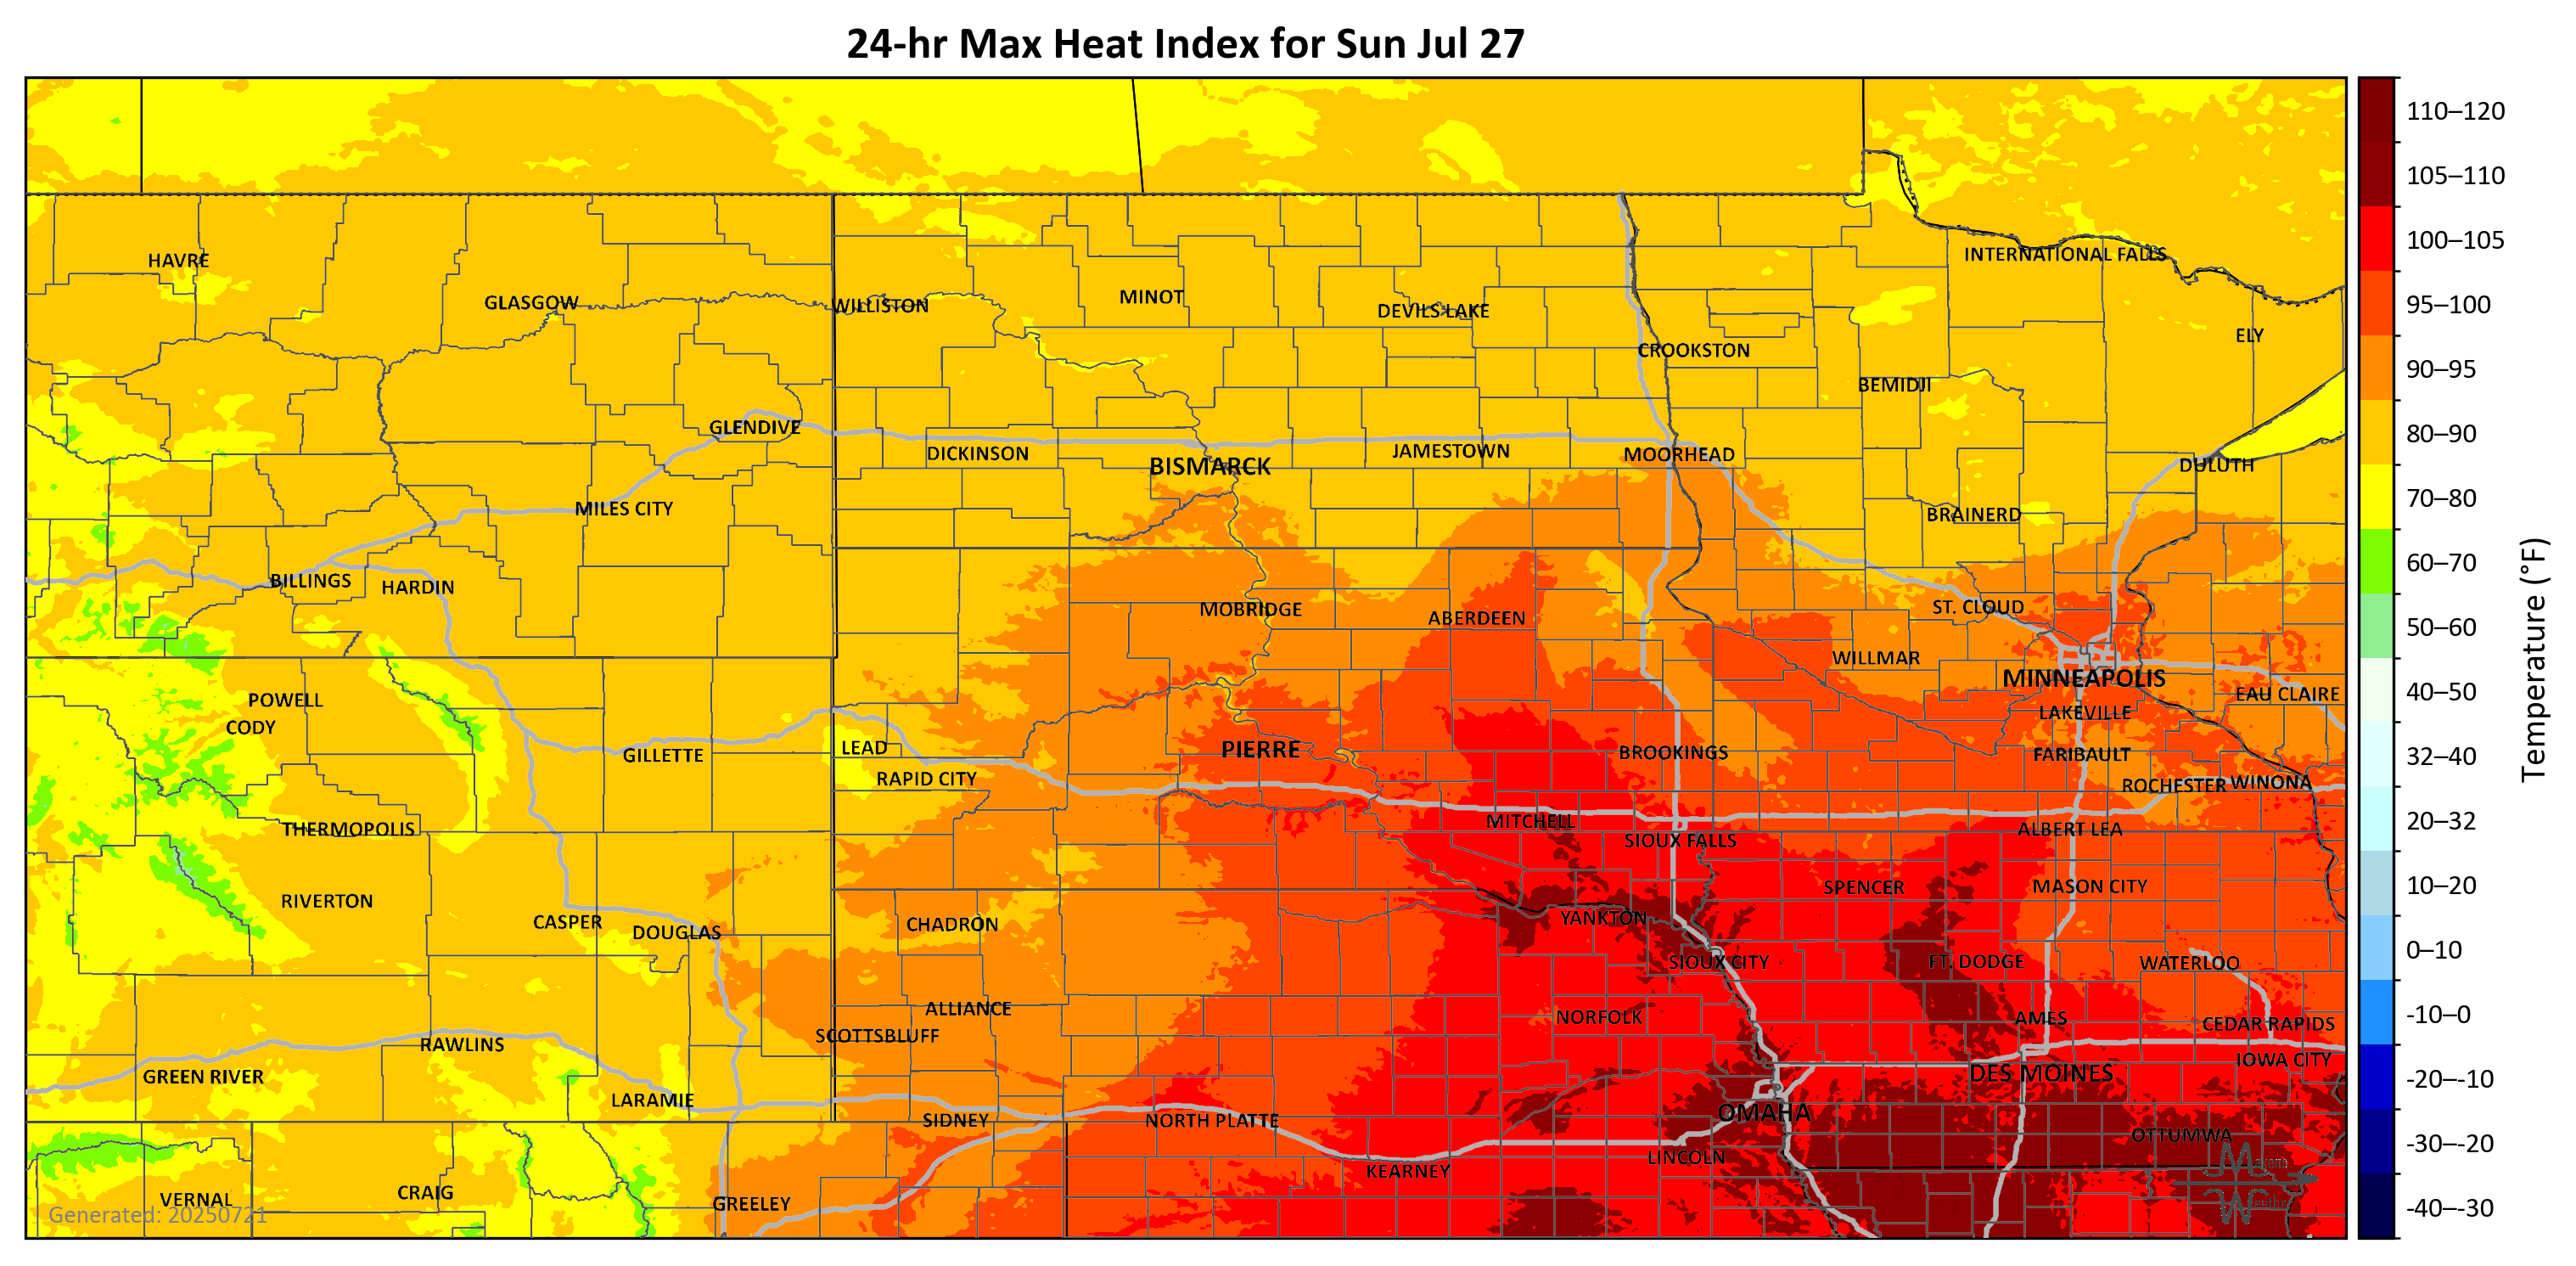 24-hr Max Heat Index for Sun Jul 27
HAVRE
GLASGOW
WILLISTON
MINOT
DEVILS LAKE
CROOKSTON
INTERNATIONAL FALLS
ELY
BEMIDJI
GLENDIVE
DICKINSON
BISMARCK
JAMESTOWN
MOORHEAD
DULUTH
MILES CITY
BRAINERD
BILLINGS
HARDIN
MOBRIDGE
ABERDEEN
ST. CLOUD
WILLMAR
MINNEAPOLIS
EAU CLAIRE
POWELL
CODY
LAKEVILLE
GILLETTE
LEAD
RAPID CITY
PIERRE
BROOKINGS
FARIBAULT
ROCHESTER
WINONA
THERMOPOLIS
MITCHELL
SIOUX FALLS
ALBERT LEA
RIVERTON
CASPER
DOUGLAS
CHADRON
YANKTON
SPENCER
MASON CITY
SIOUX CITY
FT. DODGE
WATERLOO
ALLIANCE
SCOTTSBLUFF
NORFOLK
AMES
CEDAR RAPIDS
RAWLINS
GREEN RIVER
LARAMIE
SIDNEY
NORTH PLATTE
OMAHA
DES MOINES
IOWA CITY
KEARNEY
LINCOLN
OTTUMWA
VERNAL
CRAIG
GREELEY
Generated: 20250721
110–120
105–110
100–105
95–100
90–95
80–90
70–80
60–70
50–60
40–50
32–40
20–32
10–20
0–10
-10–0
-20–-10
-30–-20
-40–-30
Temperature (°F)